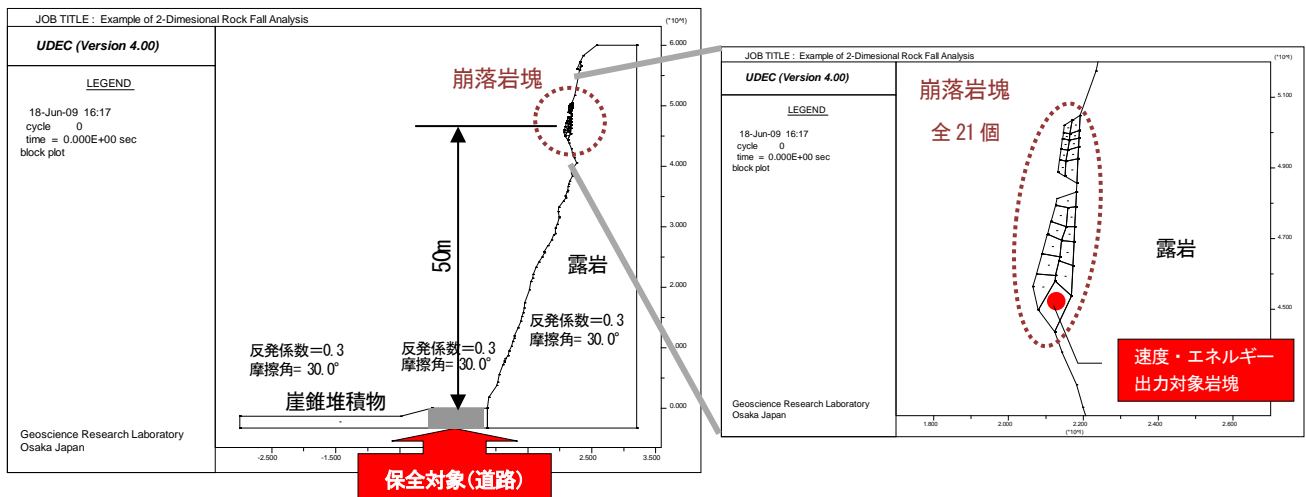 JOB TITLE : Example of 2-Dimesional Rock Fall Analysis
(*10^1)
UDEC (Version 4.00)
LEGEND
18-Jun-09 16:17
cycle 0
time = 0.000E+00 sec
block plot
Geoscience Research Laboratory
Osaka Japan
崩落岩塊
50m
露岩
反発係数=0.3
摩擦角= 30.0°
反発係数=0.3
摩擦角= 30.0°
反発係数=0.3
摩擦角= 30.0°
崖錐堆積物
保全対象(道路)
6.000
5.000
4.000
3.000
2.000
1.000
0.000
-2.500
-1.500
2.500
3.500
JOB TITLE : Example of 2-Dimesional Rock Fall Analysis
(*10^1)
UDEC (Version 4.00)
LEGEND
18-Jun-09 16:17
cycle 0
time = 0.000E+00 sec
block plot
Geoscience Research Laboratory
Osaka Japan
崩落岩塊
全 21 個
露岩
速度・エネルギー
出力対象岩塊
5.100
4.900
4.700
4.500
1.800
2.000
2.200
2.400
2.600
(*10^1)